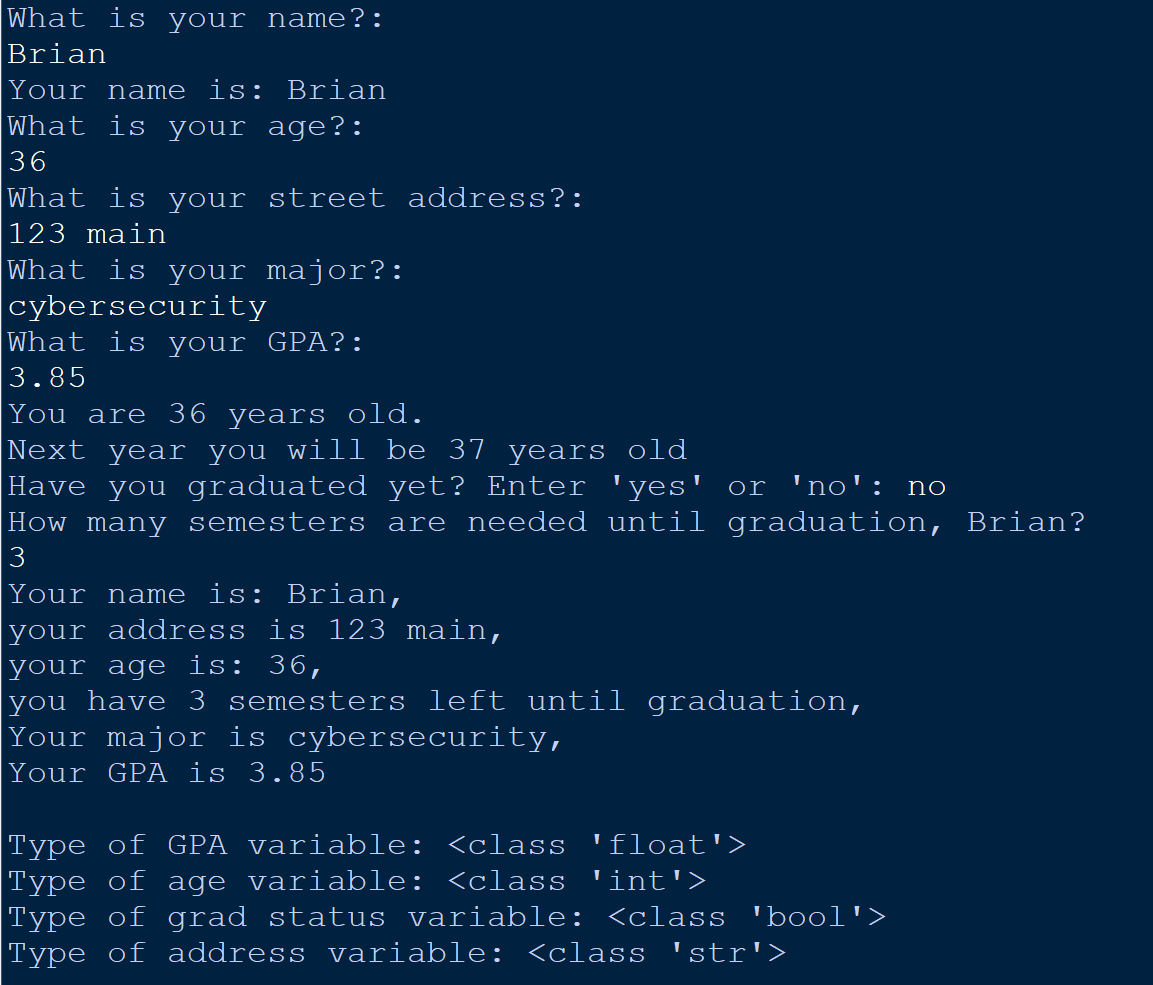 What is your name?:
Brian
Your name is: Brian
What is your age?:
36
What is your street address?:
123 main
What is your major?:
cybersecurity
What is your GPA?:
3.85
You are 36 years old.
Next year you will be 37 years old
Have you graduated yet? Enter 'yes' or 'no': no
How many semesters are needed until graduation, Brian?
3
Your name is: Brian,
your address is 123 main,
your age is: 36,
you have 3 semesters left until graduation,
Your major is cybersecurity,
Your GPA is 3.85
Type of GPA variable: <class 'float'>
Type of age variable: <class 'int'>
Type of grad status variable: <class 'bool'>
Type of address variable: <class 'str'>